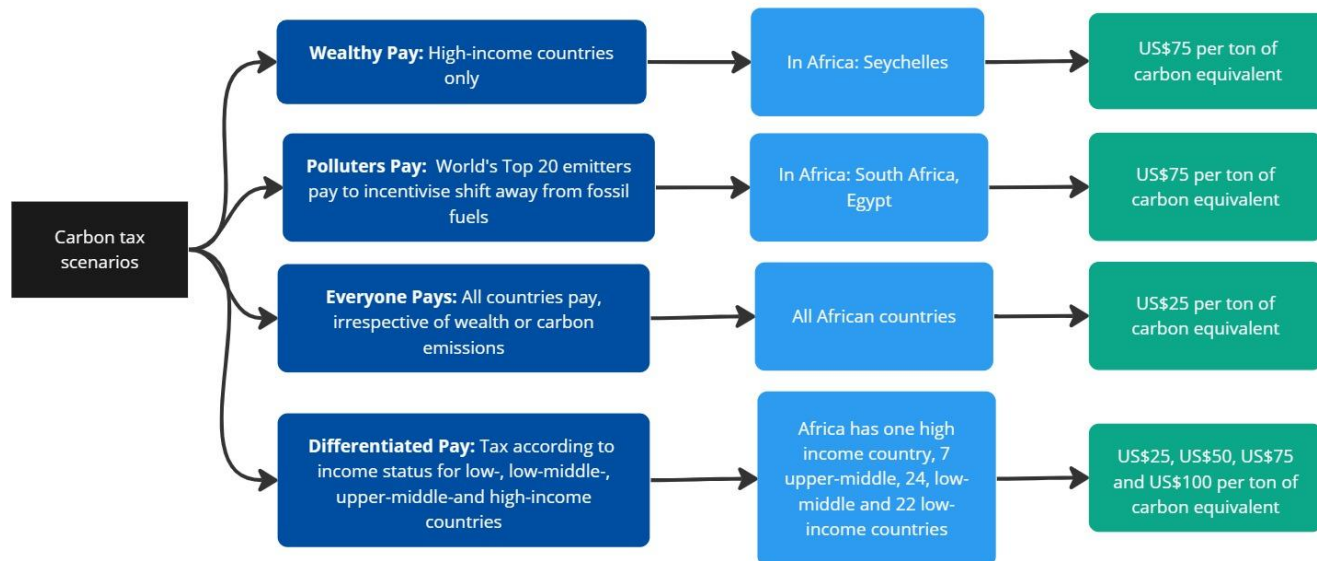 Carbon tax
scenarios
Wealthy Pay: High-income countries
only
In Africa: Seychelles
US$75 per ton of
carbon equivalent
Polluters Pay:  World's Top 20 emitters
pay to incentivise shift away from fossil
fuels
In Africa: South Africa,
Egypt
US$75 per ton of
carbon equivalent
Everyone Pays: All countries pay,
irrespective of wealth or carbon
emissions
All African countries
US$25 per ton of
carbon equivalent
Differentiated Pay: Tax according to
income status for low-, low-middle-,
upper-middle-and high-income
countries
Africa has one high
income country, 7
upper-middle, 24, low-
middle and 22 low-
income countries
US$25, US$50, US$75
and US$100 per ton of
carbon equivalent